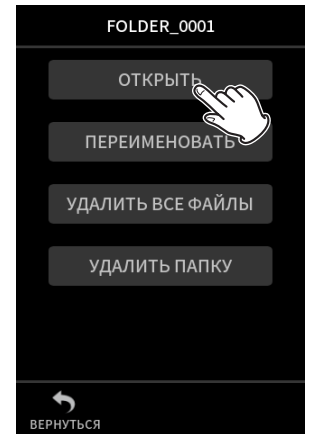 FOLDER_0001
ОТКРЫТЬ
ПЕРЕИМЕНОВАТЬ
УДАЛИТЬ ВСЕ ФАЙЛЫ
УДАЛИТЬ ПАПКУ
ВЕРНУТЬСЯ